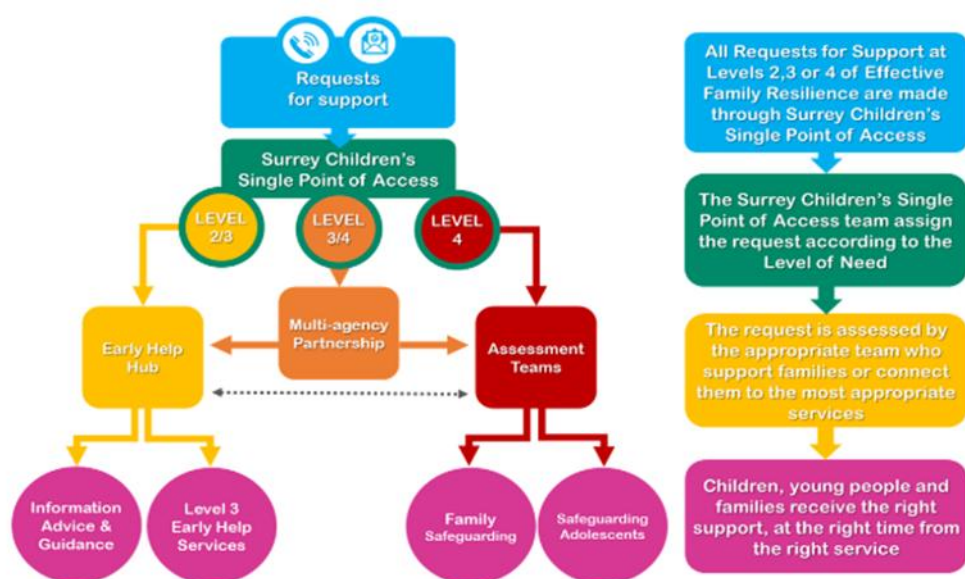 Requests
for support
Surrey Children's
Single Point of Access
LEVEL
2/3
LEVEL
3/4
LEVEL
4
Early Help
Hub
Multi-agency
Partnership
Assessment
Teams
Information
Advice &
Guidance
Level 3
Early Help
Services
Family
Safeguarding
Safeguarding
Adolescents
All Requests for Support at
Levels 2,3 or 4 of Effective
Family Resilience are made
through Surrey Children's
Single Point of Access
The Surrey Children's Single
Point of Access team assign
the request according to the
Level of Need
The request is assessed by
the appropriate team who
support families or connect
them to the most appropriate
services
Children, young people and
families receive the right
support, at the right time from
the right service